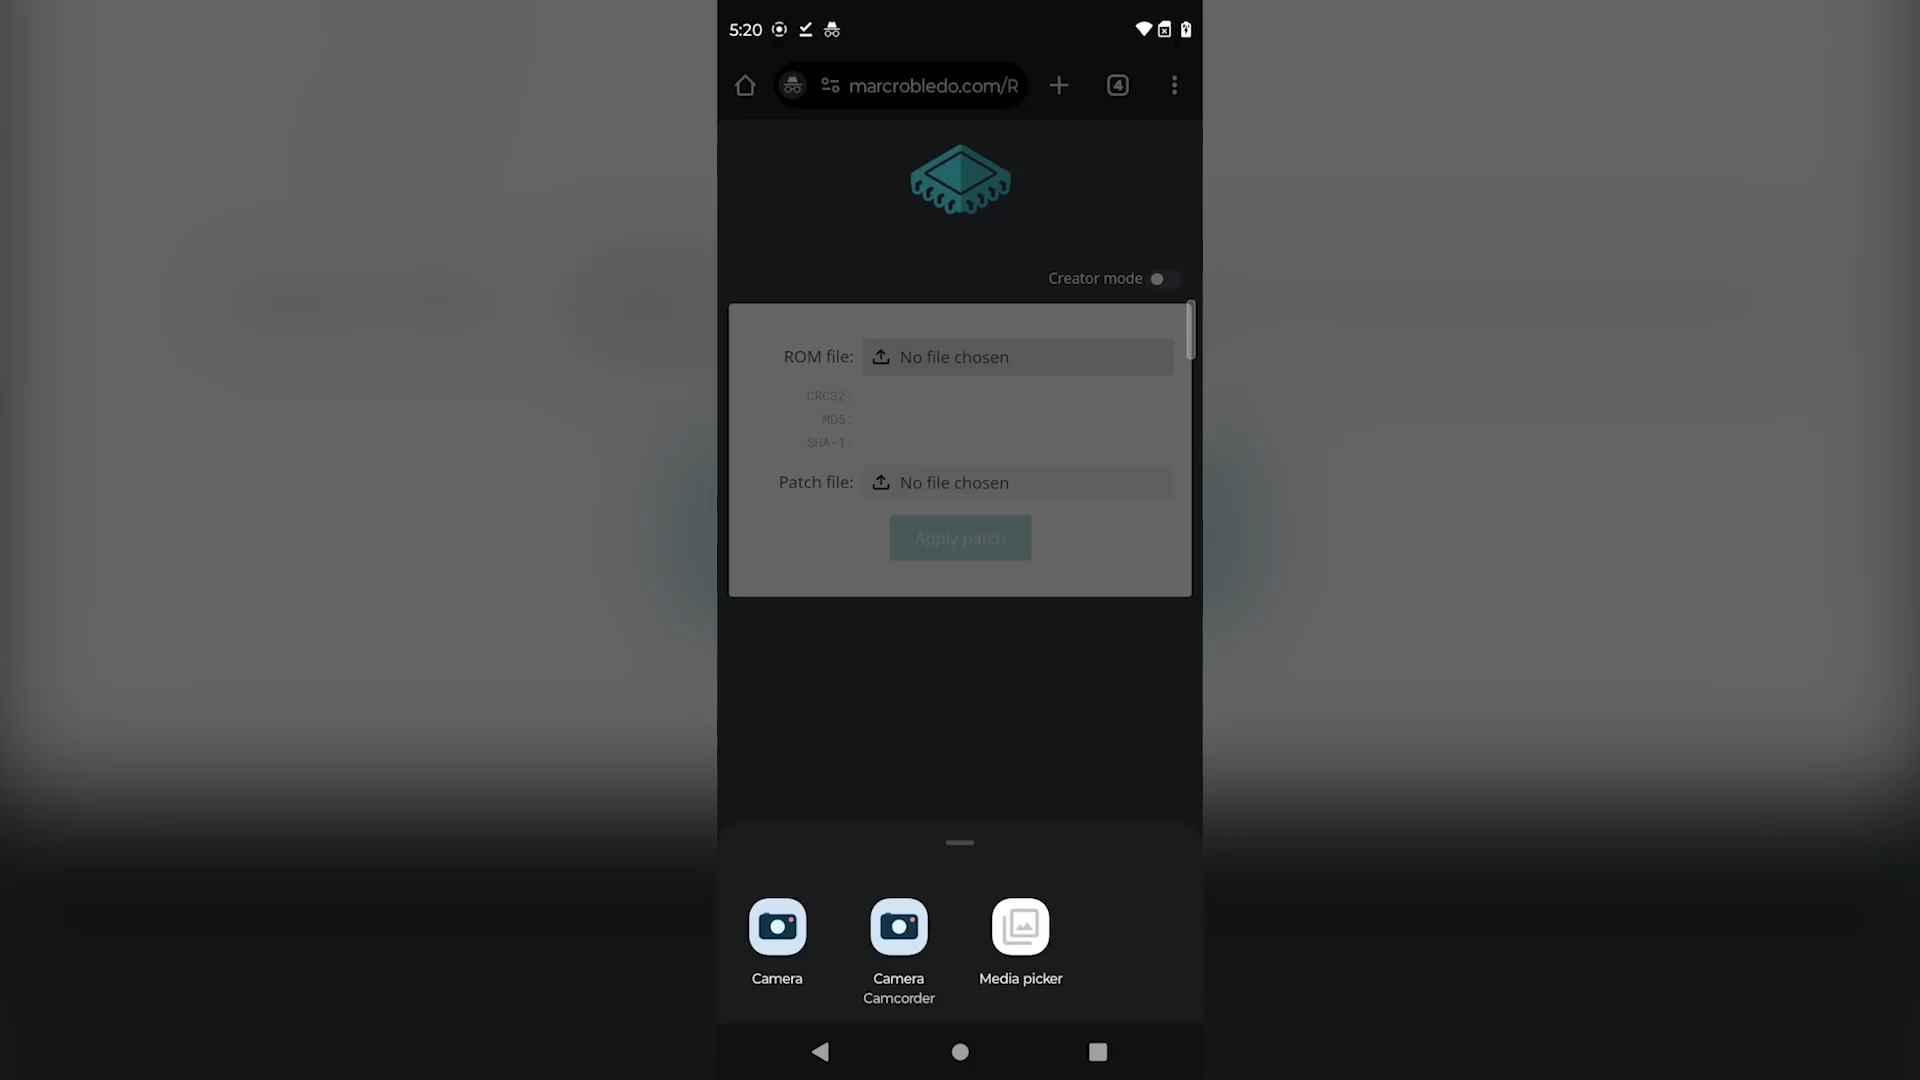 5:20
marcrobledo.com/R
4
Creator mode
ROM file:
No file chosen
CRC32:
MD5:
SHA-1:
Patch file:
No file chosen
Apply patch
Camera
Camera
Camcorder
Media picker